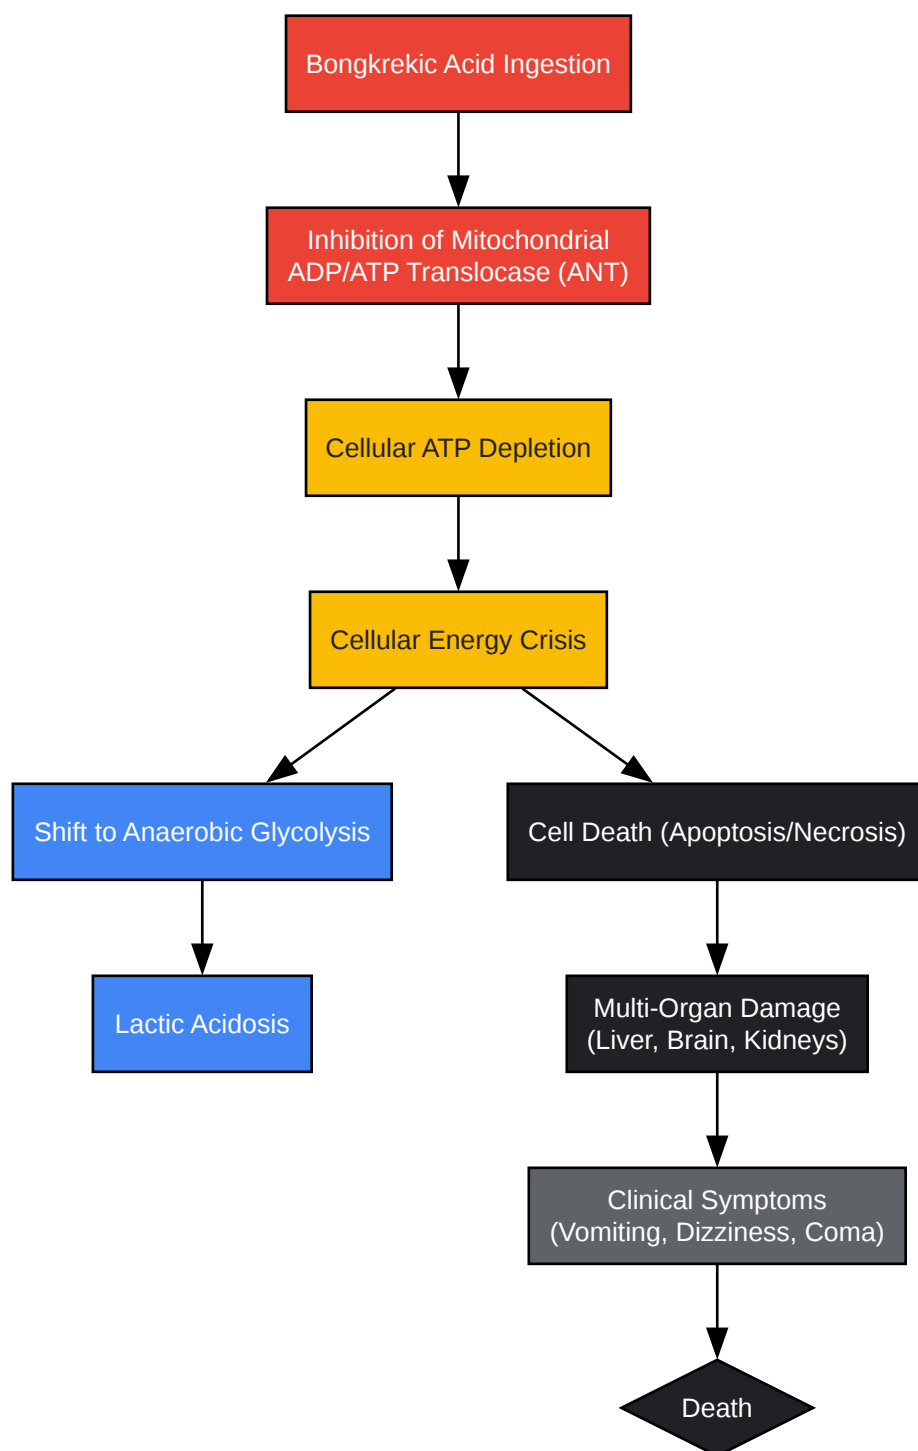 Bongkrekic Acid Ingestion
Inhibition of Mitochondrial
ADP/ATP Translocase (ANT)
Cellular ATP Depletion
Cellular Energy Crisis
Shift to Anaerobic Glycolysis
Cell Death (Apoptosis/Necrosis)
Lactic Acidosis
Multi-Organ Damage
(Liver, Brain, Kidneys)
Clinical Symptoms
(Vomiting, Dizziness, Coma)
Death